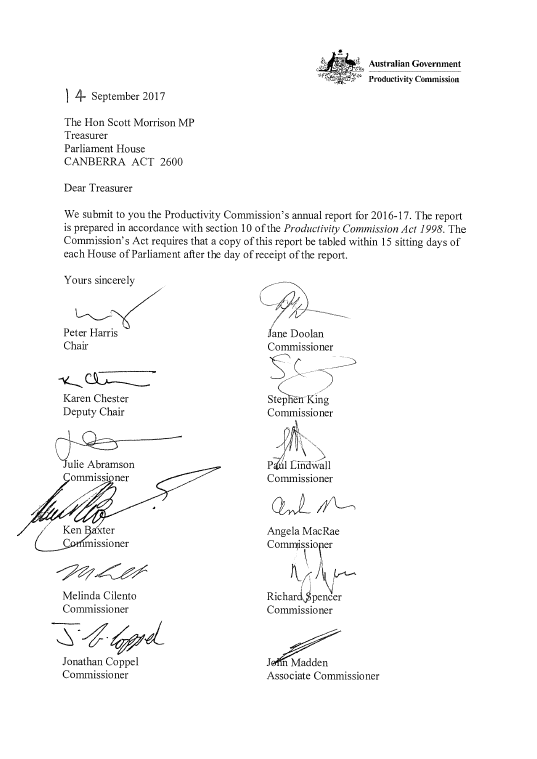 Australian Government
Productivity Commission
14 September 2017
The Hon Scott Morrison MP
Treasurer
Parliament House
CANBERRA ACT 2600
Dear Treasurer
We submit to you the Productivity Commission's annual report for 2016-17. The report
is prepared in accordance with section 10 of the Productivity Commission Act 1998. The
Commission's Act requires that a copy of this report be tabled within 15 sitting days of
each House of Parliament after the day of receipt of the report.
Yours sincerely
Peter Harris
Chair
Karen Chester
Deputy Chair
Julie Abramson
Commissioner
Ken Baxter
Commissioner
Melinda Cilento
Commissioner
J. G. Coppel
Jonathan Coppel
Commissioner
Jane Doolan
Commissioner
Stephen King
Commissioner
Paul Lindwall
Commissioner
Angela MacRae
Commissioner
Richard Spencer
Commissioner
John Madden
Associate Commissioner